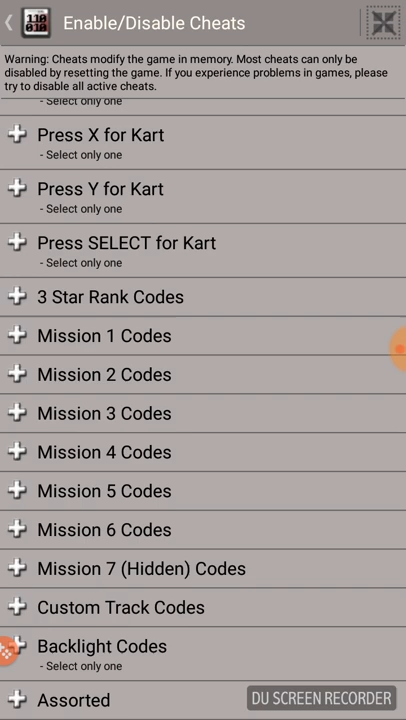 Enable/Disable Cheats
Warning: Cheats modify the game in memory. Most cheats can only be
disabled by resetting the game. If you experience problems in games, please
try to disable all active cheats.
- Select only one
Press X for Kart
- Select only one
Press Y for Kart
- Select only one
Press SELECT for Kart
- Select only one
3 Star Rank Codes
Mission 1 Codes
Mission 2 Codes
Mission 3 Codes
Mission 4 Codes
Mission 5 Codes
Mission 6 Codes
Mission 7 (Hidden) Codes
Custom Track Codes
Backlight Codes
- Select only one
Assorted
DU SCREEN RECORDER